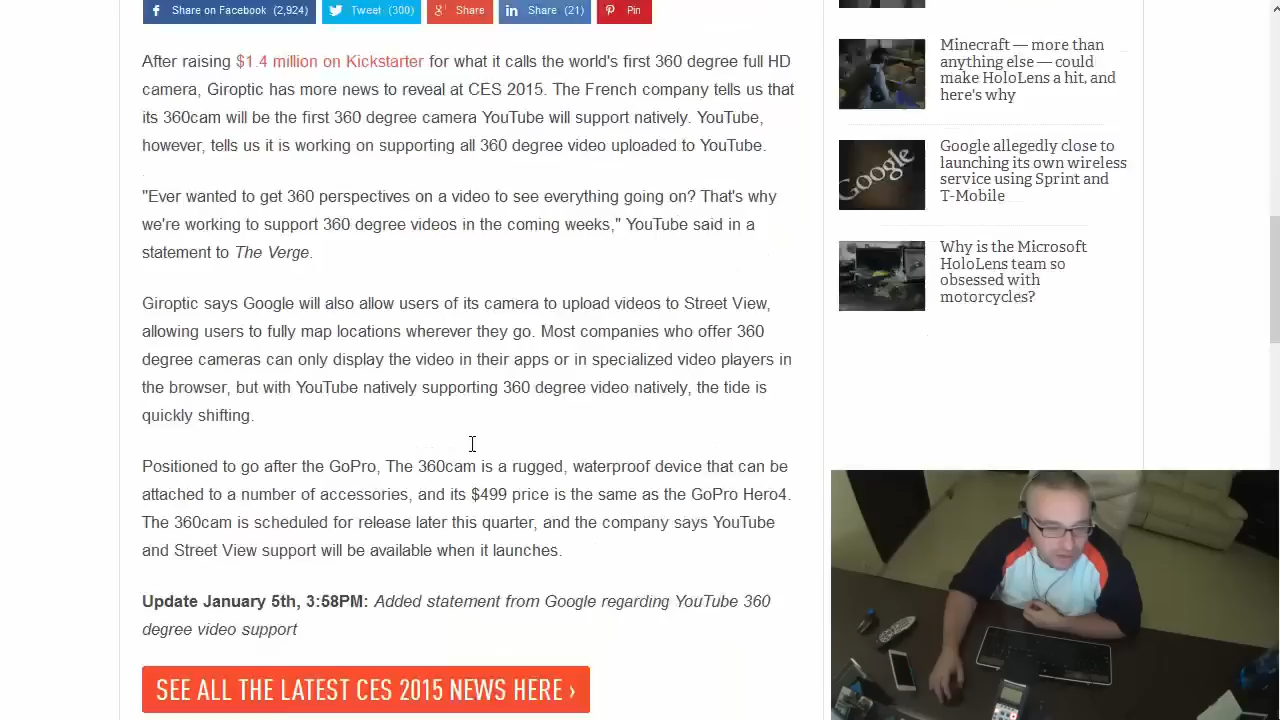 Share on Facebook (2,924)
Tweet (300)
Share
Share (21)
Pin
After raising $1.4 million on Kickstarter for what it calls the world's first 360 degree full HD
camera, Giroptic has more news to reveal at CES 2015. The French company tells us that
its 360cam will be the first 360 degree camera YouTube will support natively. YouTube,
however, tells us it is working on supporting all 360 degree video uploaded to YouTube.
"Ever wanted to get 360 perspectives on a video to see everything going on? That's why
we're working to support 360 degree videos in the coming weeks," YouTube said in a
statement to The Verge.
Giroptic says Google will also allow users of its camera to upload videos to Street View,
allowing users to fully map locations wherever they go. Most companies who offer 360
degree cameras can only display the video in their apps or in specialized video players in
the browser, but with YouTube natively supporting 360 degree video natively, the tide is
quickly shifting.
Positioned to go after the GoPro, The 360cam is a rugged, waterproof device that can be
attached to a number of accessories, and its $499 price is the same as the GoPro Hero4.
The 360cam is scheduled for release later this quarter, and the company says YouTube
and Street View support will be available when it launches.
Update January 5th, 3:58PM: Added statement from Google regarding YouTube 360
degree video support
SEE ALL THE LATEST CES 2015 NEWS HERE ›
Minecraft — more than
anything else — could
make HoloLens a hit, and
here's why
Google
Google allegedly close to
launching its own wireless
service using Sprint and
T-Mobile
Why is the Microsoft
HoloLens team so
obsessed with
motorcycles?